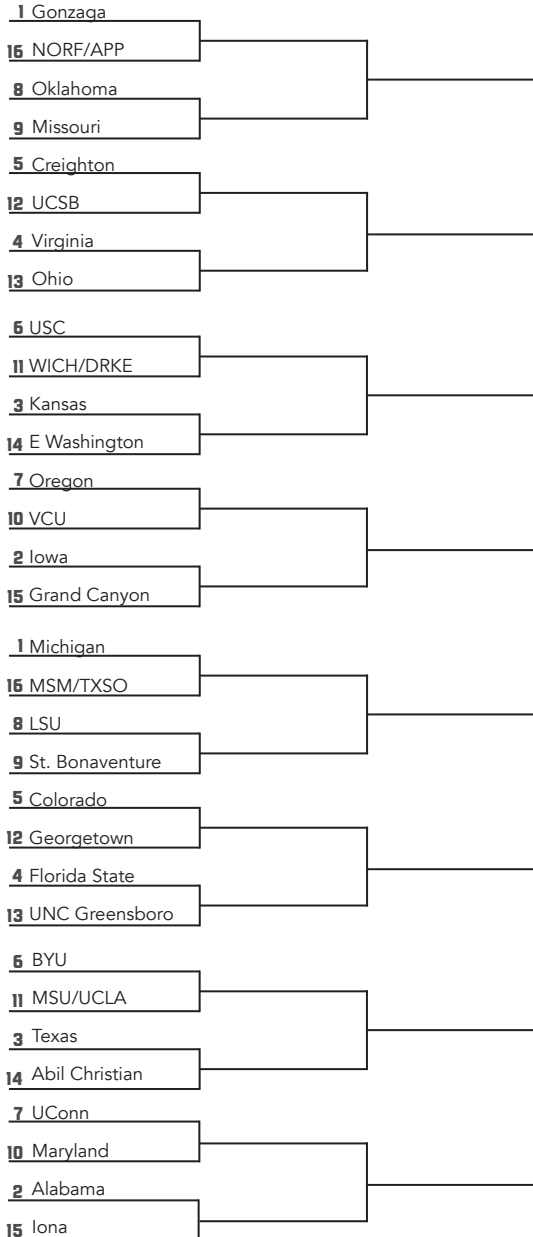 1 Gonzaga
16 NORF/APP
8 Oklahoma
9 Missouri
5 Creighton
12 UCSB
4 Virginia
13 Ohio
6 USC
11 WICH/DRKE
3 Kansas
14 E Washington
7 Oregon
10 VCU
2 Iowa
15 Grand Canyon
1 Michigan
16 MSM/TXSO
8 LSU
9 St. Bonaventure
5 Colorado
12 Georgetown
4 Florida State
13 UNC Greensboro
6 BYU
11 MSU/UCLA
3 Texas
14 Abil Christian
7 UConn
10 Maryland
2 Alabama
15 Iona